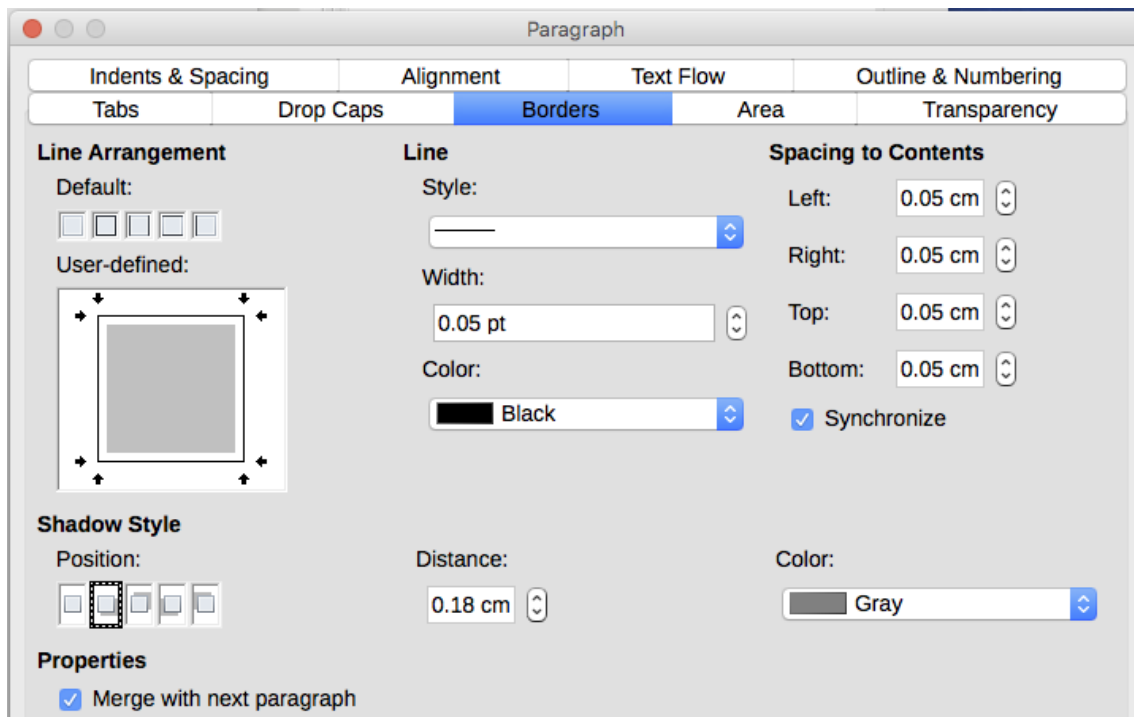 Paragraph
Indents & Spacing Alignment Text Flow Outline & Numbering
Tabs Drop Caps Borders Area Transparency
Line Arrangement Line Spacing to Contents
Default: Style: Left: 0.05 cm
User-defined: Right: 0.05 cm
Width:
0.05 pt Top: 0.05 cm
Color: Bottom: 0.05 cm
Black Synchronize
Shadow Style
Position: Distance: Color:
0.18 cm Gray
Properties
Merge with next paragraph